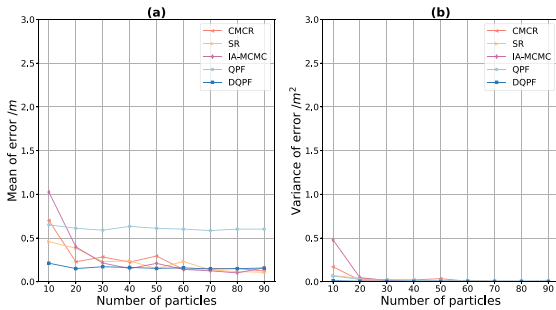 (a)
3.0
2.5
2.0
1.5
1.0
0.5
0.0
Mean of error /m
CMCR
SR
IA-MCMC
QPF
DQPF
10 20 30 40 50 60 70 80 90
Number of particles
(b)
3.0
2.5
2.0
1.5
1.0
0.5
0.0
Variance of error /m²
CMCR
SR
IA-MCMC
QPF
DQPF
10 20 30 40 50 60 70 80 90
Number of particles